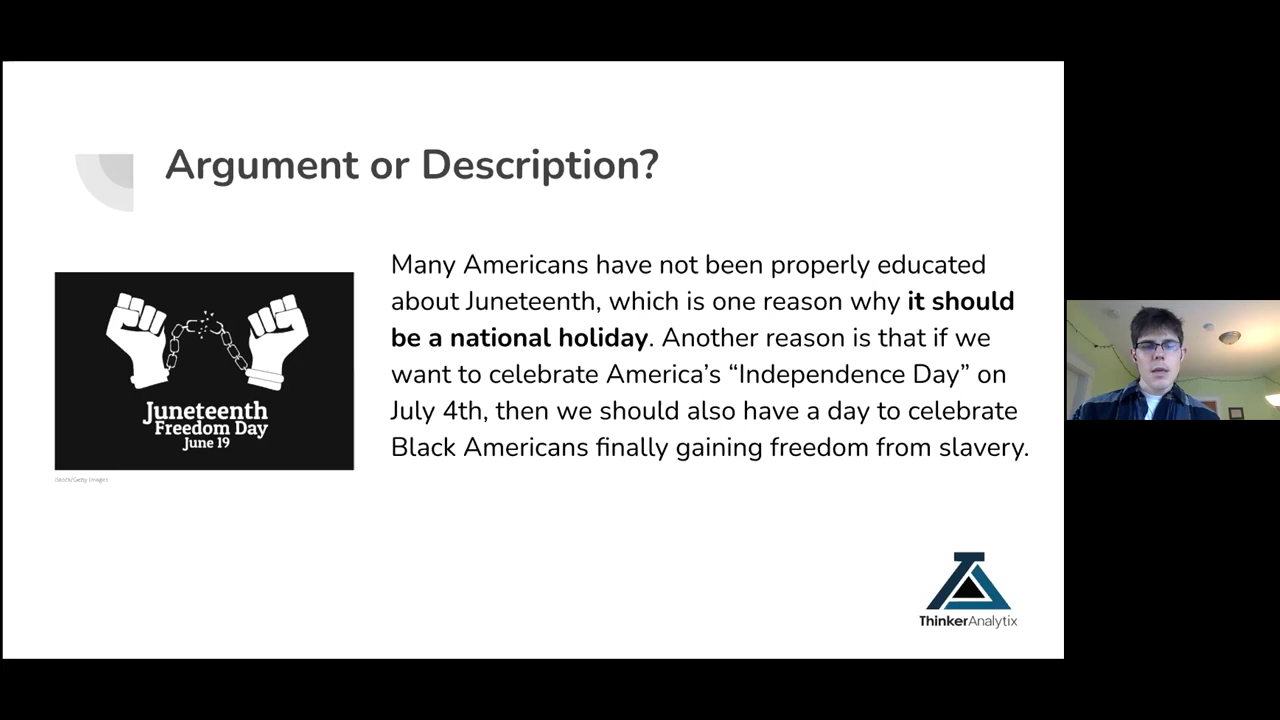 Argument or Description?
Many Americans have not been properly educated
about Juneteenth, which is one reason why it should
be a national holiday. Another reason is that if we
want to celebrate America’s “Independence Day” on
July 4th, then we should also have a day to celebrate
Black Americans finally gaining freedom from slavery.
Juneteenth
Freedom Day
June 19
iStock/Getty Images
ThinkerAnalytix